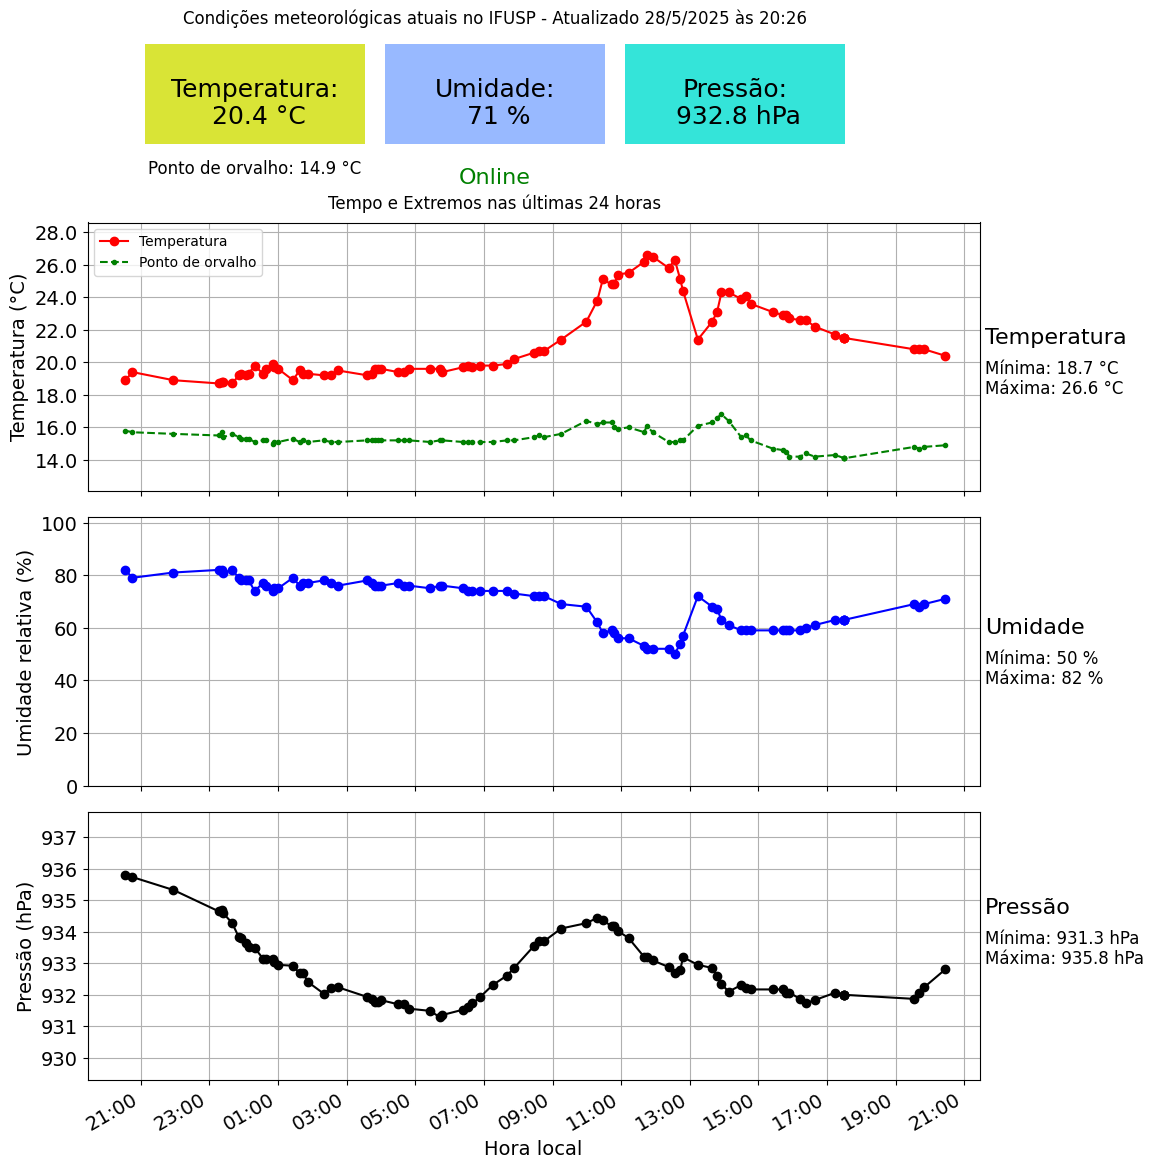 Condições meteorológicas atuais no IFUSP - Atualizado 28/5/2025 às 20:26
Temperatura:
20.4 °C
Umidade:
71 %
Pressão:
932.8 hPa
Ponto de orvalho: 14.9 °C
Online
Tempo e Extremos nas últimas 24 horas
Temperatura (°C)
28.0
26.0
24.0
22.0
20.0
18.0
16.0
14.0
Temperatura
Ponto de orvalho
Temperatura
Mínima: 18.7 °C
Máxima: 26.6 °C
Umidade relativa (%)
100
80
60
40
20
0
Umidade
Mínima: 50 %
Máxima: 82 %
Pressão (hPa)
937
936
935
934
933
932
931
930
Pressão
Mínima: 931.3 hPa
Máxima: 935.8 hPa
21:00 23:00 01:00 03:00 05:00 07:00 09:00 11:00 13:00 15:00 17:00 19:00 21:00
Hora local